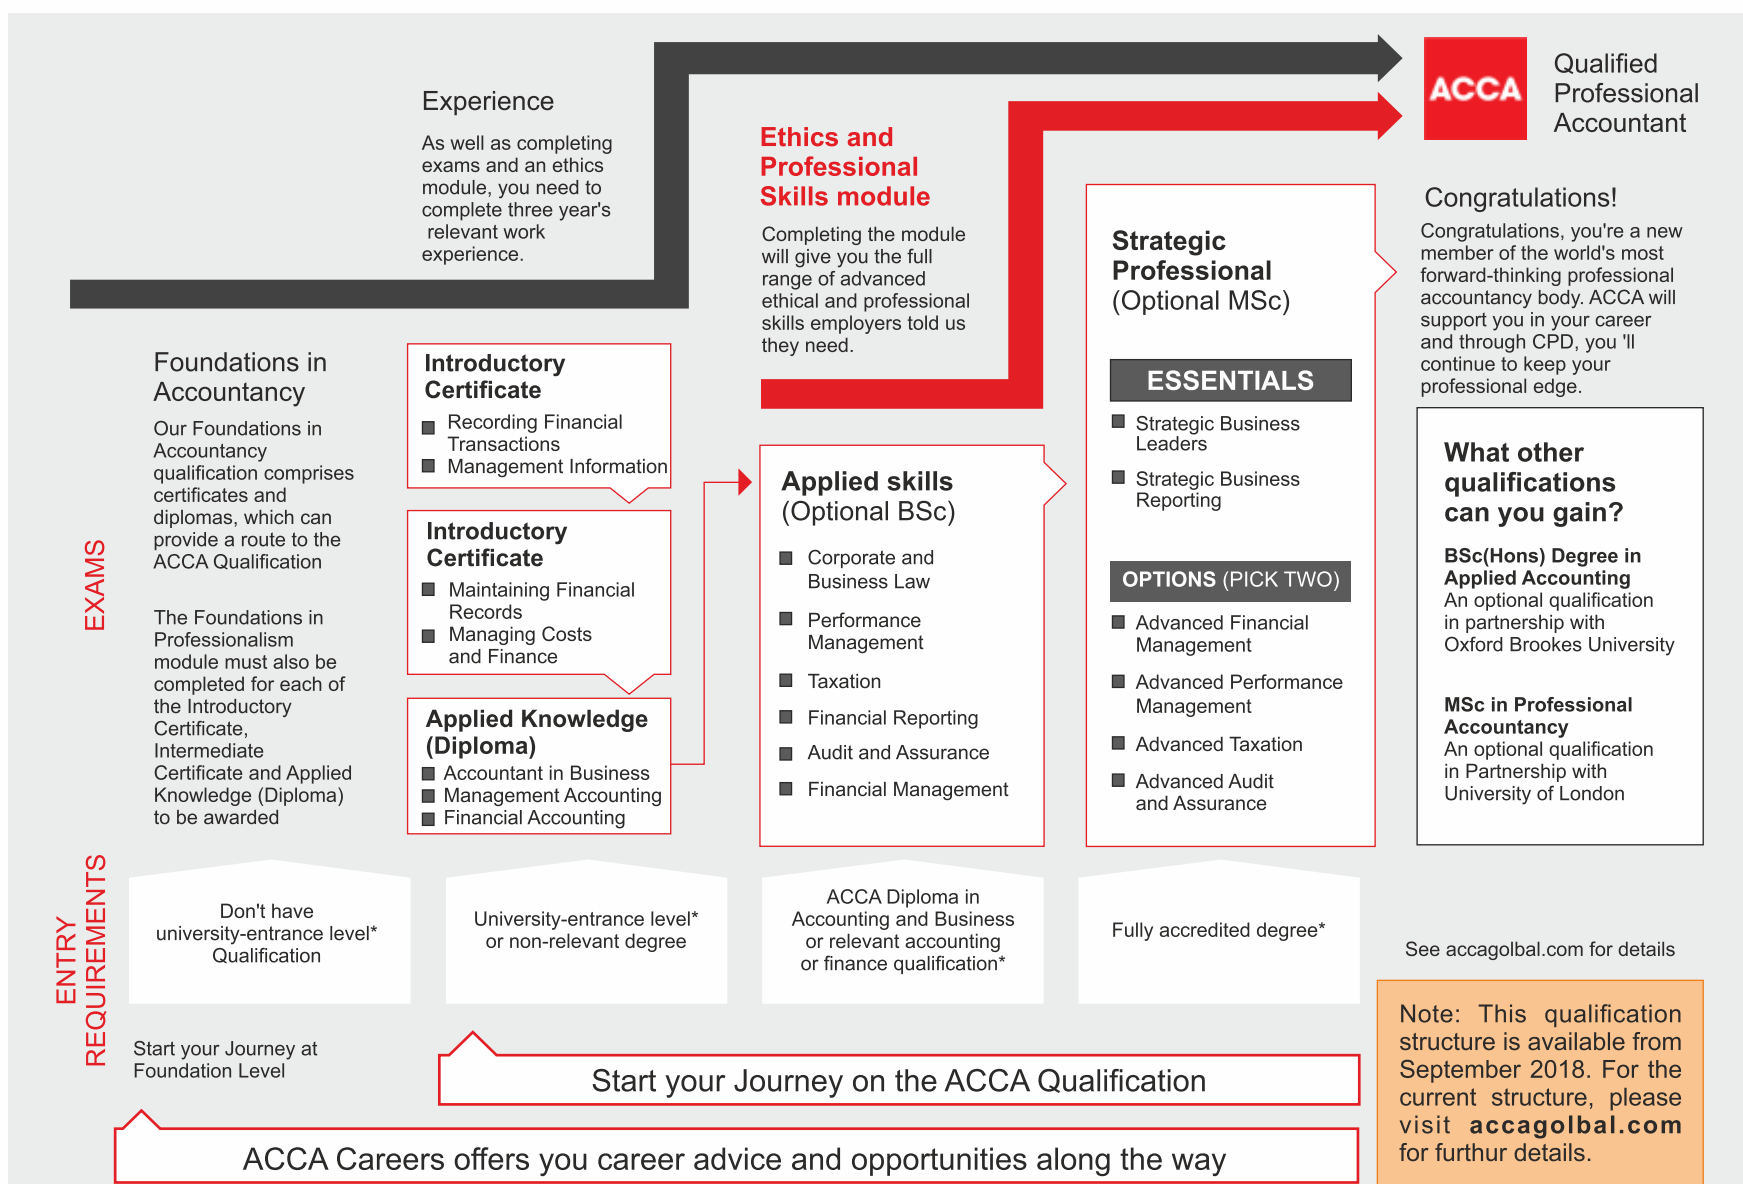 Experience
As well as completing
exams and an ethics
module, you need to
complete three year's
relevant work
experience.
Ethics and
Professional
Skills module
Completing the module
will give you the full
range of advanced
ethical and professional
skills employers told us
they need.
ACCA
Qualified
Professional
Accountant
Congratulations!
Congratulations, you're a new
member of the world's most
forward-thinking professional
accountancy body. ACCA will
support you in your career
and through CPD, you 'll
continue to keep your
professional edge.
EXAMS
Foundations in
Accountancy
Our Foundations in
Accountancy
qualification comprises
certificates and
diplomas, which can
provide a route to the
ACCA Qualification
The Foundations in
Professionalism
module must also be
completed for each of
the Introductory
Certificate,
Intermediate
Certificate and Applied
Knowledge (Diploma)
to be awarded
Introductory
Certificate
Recording Financial
Transactions
Management Information
Introductory
Certificate
Maintaining Financial
Records
Managing Costs
and Finance
Applied Knowledge
(Diploma)
Accountant in Business
Management Accounting
Financial Accounting
Applied skills
(Optional BSc)
Corporate and
Business Law
Performance
Management
Taxation
Financial Reporting
Audit and Assurance
Financial Management
Strategic
Professional
(Optional MSc)
ESSENTIALS
Strategic Business
Leaders
Strategic Business
Reporting
OPTIONS (PICK TWO)
Advanced Financial
Management
Advanced Performance
Management
Advanced Taxation
Advanced Audit
and Assurance
What other
qualifications
can you gain?
BSc(Hons) Degree in
Applied Accounting
An optional qualification
in partnership with
Oxford Brookes University
MSc in Professional
Accountancy
An optional qualification
in Partnership with
University of London
ENTRY
REQUIREMENTS
Don't have
university-entrance level*
Qualification
University-entrance level*
or non-relevant degree
ACCA Diploma in
Accounting and Business
or relevant accounting
or finance qualification*
Fully accredited degree*
See accagolbal.com for details
Start your Journey at
Foundation Level
Start your Journey on the ACCA Qualification
ACCA Careers offers you career advice and opportunities along the way
Note: This qualification
structure is available from
September 2018. For the
current structure, please
visit accagolbal.com
for furthur details.